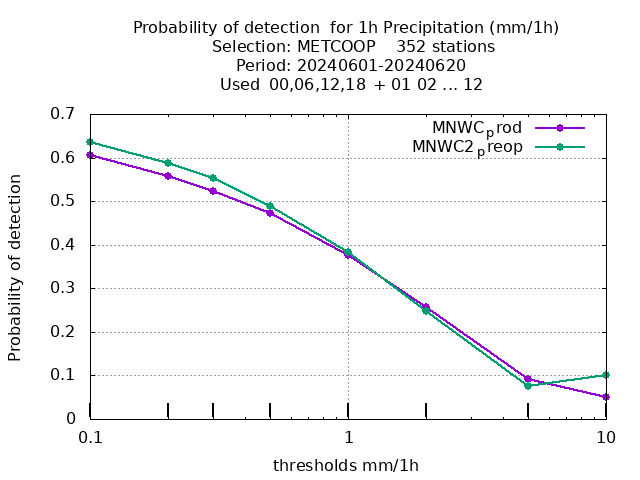 Probability of detection  for 1h Precipitation (mm/1h)
Selection: METCOOP    352 stations
Period: 20240601-20240620
Used 00,06,12,18 + 01 02 ... 12
MNWC_prod
MNWC2_preop
Probability of detection
0.7
0.6
0.5
0.4
0.3
0.2
0.1
0
0.1 1 10
thresholds mm/1h